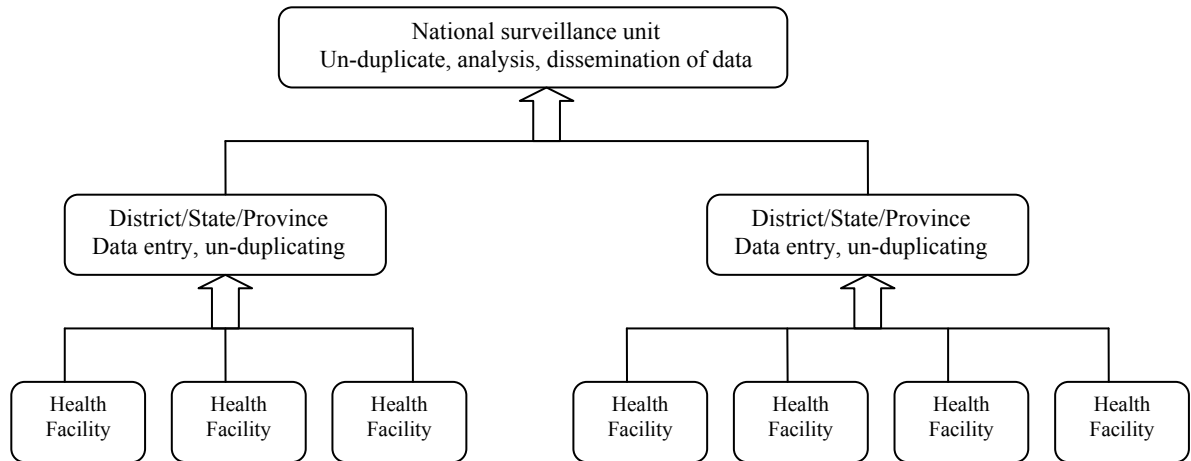 National surveillance unit
Un-duplicate, analysis, dissemination of data
District/State/Province
Data entry, un-duplicating
District/State/Province
Data entry, un-duplicating
Health
Facility
Health
Facility
Health
Facility
Health
Facility
Health
Facility
Health
Facility
Health
Facility